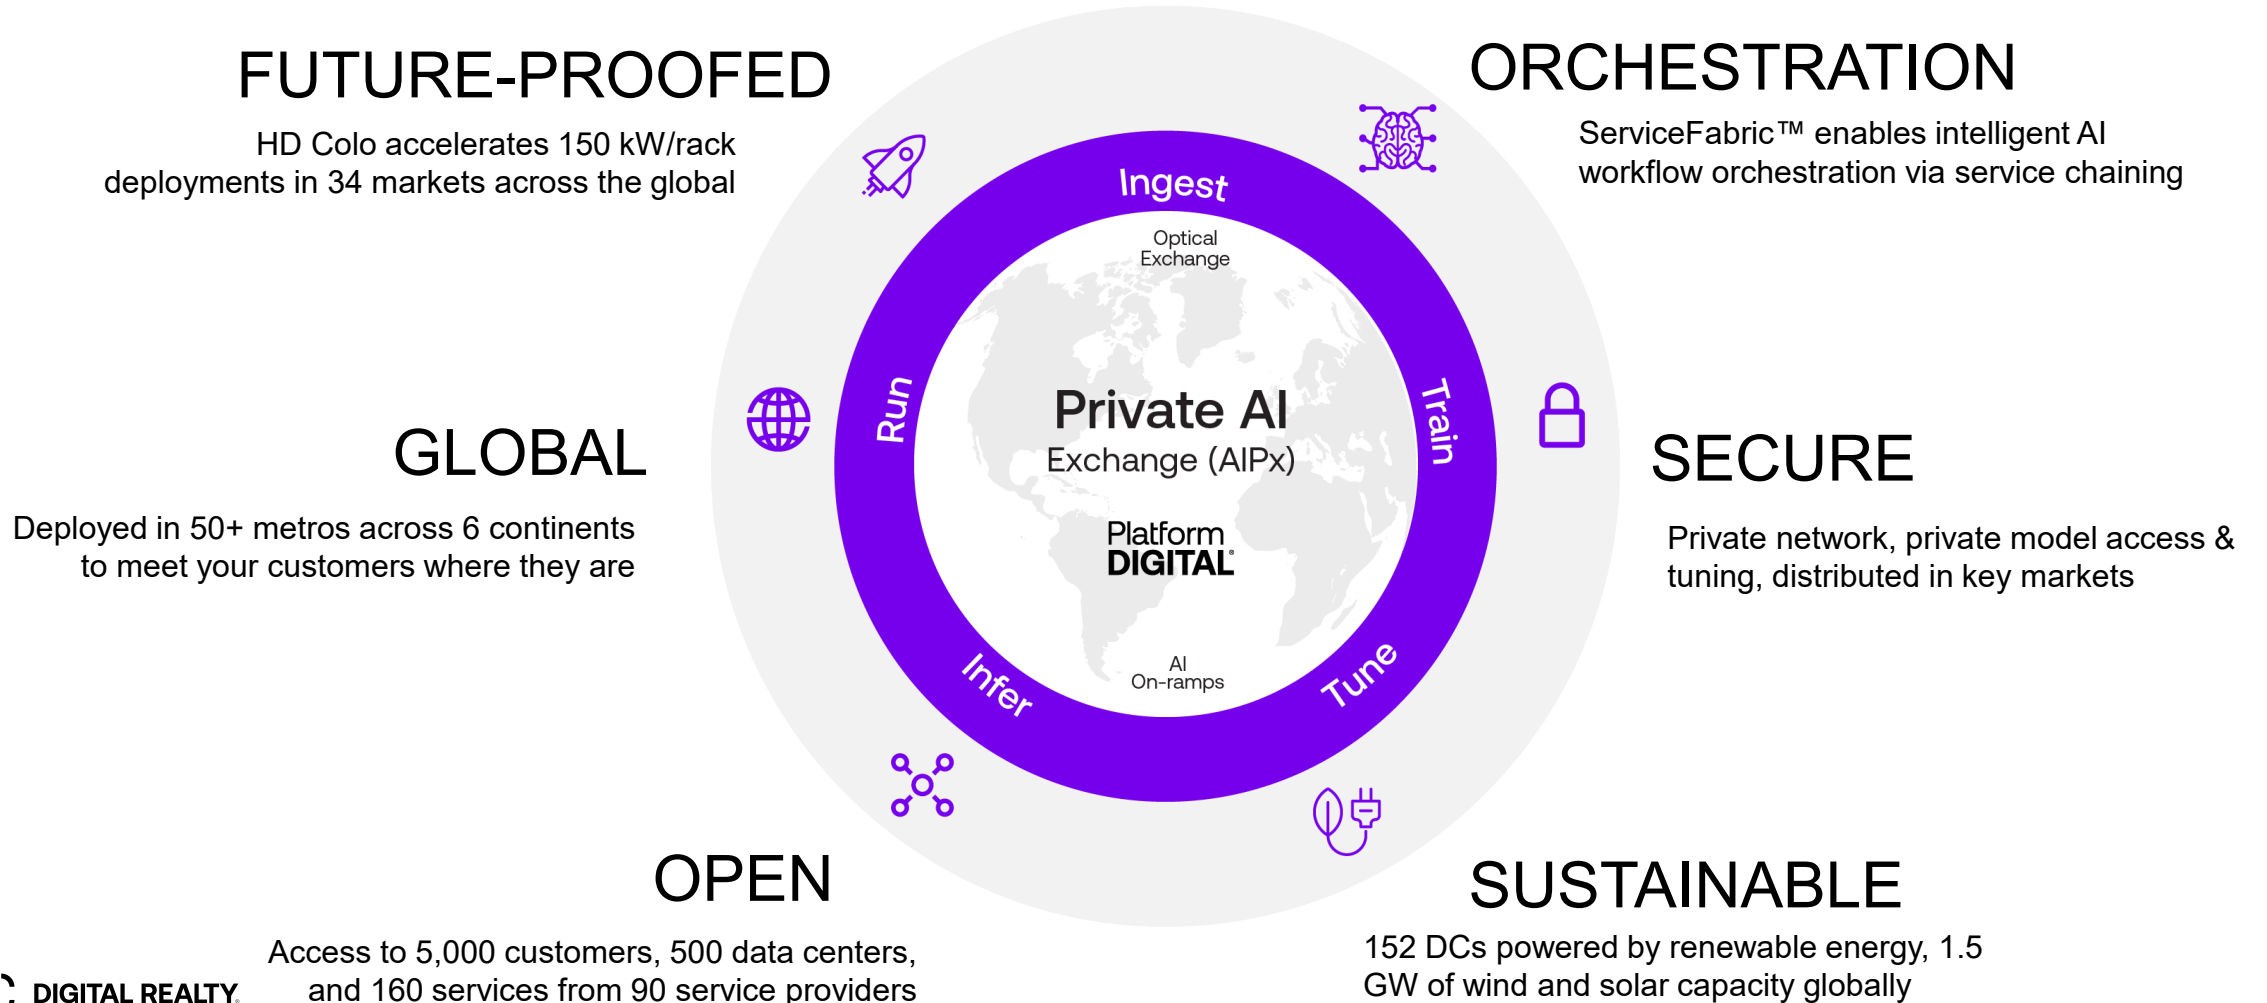 FUTURE-PROOFED
HD Colo accelerates 150 kW/rack
deployments in 34 markets across the global
ORCHESTRATION
ServiceFabric™ enables intelligent AI
workflow orchestration via service chaining
Ingest
Optical
Exchange
Run
Train
Private AI
Exchange (AIPx)
Platform
DIGITAL®
GLOBAL
Deployed in 50+ metros across 6 continents
to meet your customers where they are
SECURE
Private network, private model access &
tuning, distributed in key markets
AI
On-ramps
Infer
Tune
OPEN
Access to 5,000 customers, 500 data centers,
and 160 services from 90 service providers
SUSTAINABLE
152 DCs powered by renewable energy, 1.5
GW of wind and solar capacity globally
DIGITAL REALTY